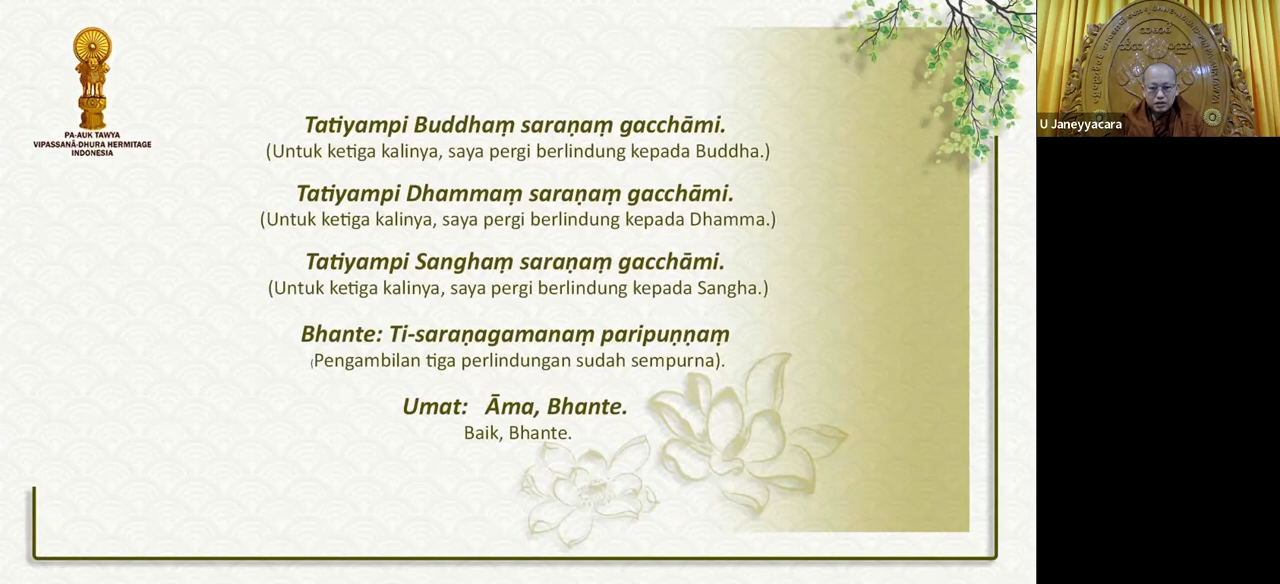 PA-AUK TAWYA
VIPASSANĀ-DHURA HERMITAGE
INDONESIA
Tatiyampi Buddhaṃ saraṇaṃ gacchāmi.
(Untuk ketiga kalinya, saya pergi berlindung kepada Buddha.)
Tatiyampi Dhammaṃ saraṇaṃ gacchāmi.
(Untuk ketiga kalinya, saya pergi berlindung kepada Dhamma.)
Tatiyampi Sanghaṃ saraṇaṃ gacchāmi.
(Untuk ketiga kalinya, saya pergi berlindung kepada Sangha.)
Bhante: Ti-saraṇagamanaṃ paripuṇṇaṃ
(Pengambilan tiga perlindungan sudah sempurna).
Umat: Āma, Bhante.
Baik, Bhante.
U Janeyyacara